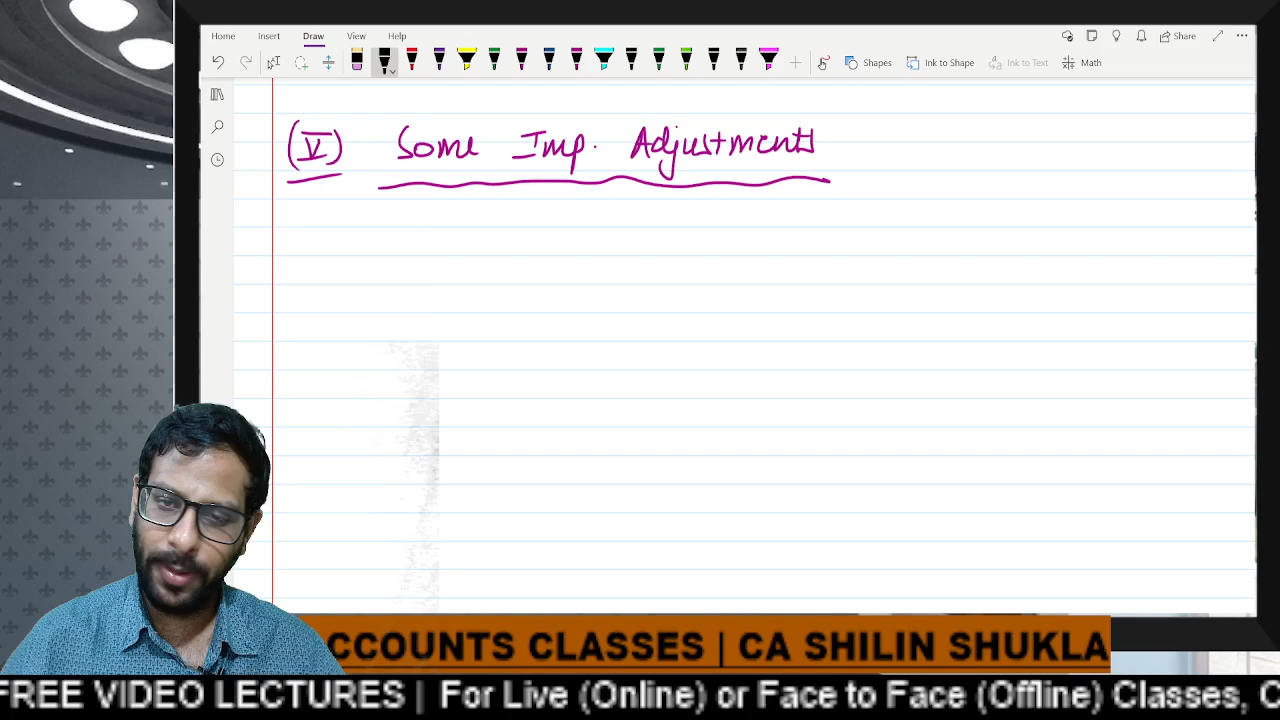 Home Insert Draw View Help Share
Shapes Ink to Shape Ink to Text Math
(V) Some Imp. Adjustments
CCOUNTS CLASSES | CA SHILIN SHUKLA
FREE VIDEO LECTURES | For Live (Online) or Face to Face (Offline) Classes, C